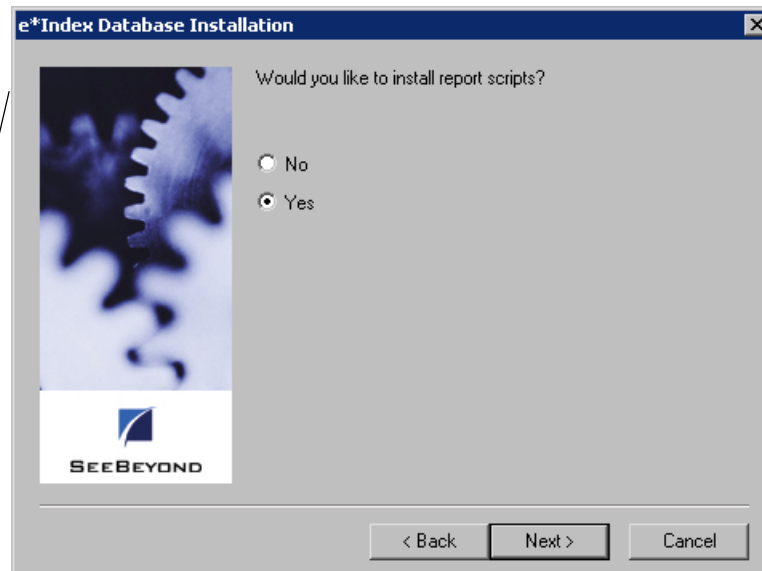 e*Index Database Installation
Would you like to install report scripts?
No
Yes
SEEBEYOND
< Back
Next >
Cancel